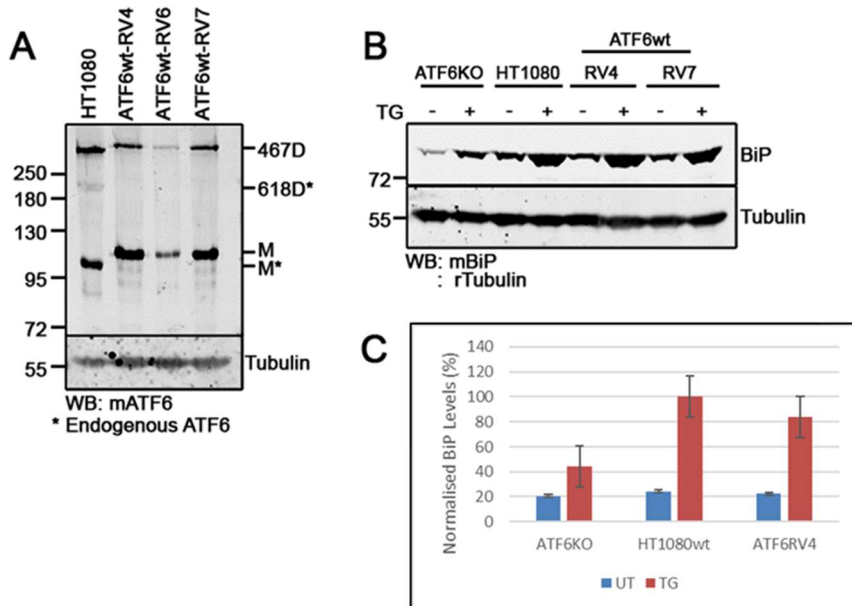 A
HT1080
ATF6wt-RV4
ATF6wt-RV6
ATF6wt-RV7
250
180
130
95
72
55
467D
618D*
M
M*
Tubulin
WB: mATF6
* Endogenous ATF6
B
ATF6wt
ATF6KO HT1080 RV4 RV7
TG - + - + - + - +
72
55
BiP
Tubulin
WB: mBiP
: rTubulin
C
Normalised BiP Levels (%)
140
120
100
80
60
40
20
0
ATF6KO HT1080wt ATF6RV4
UT TG